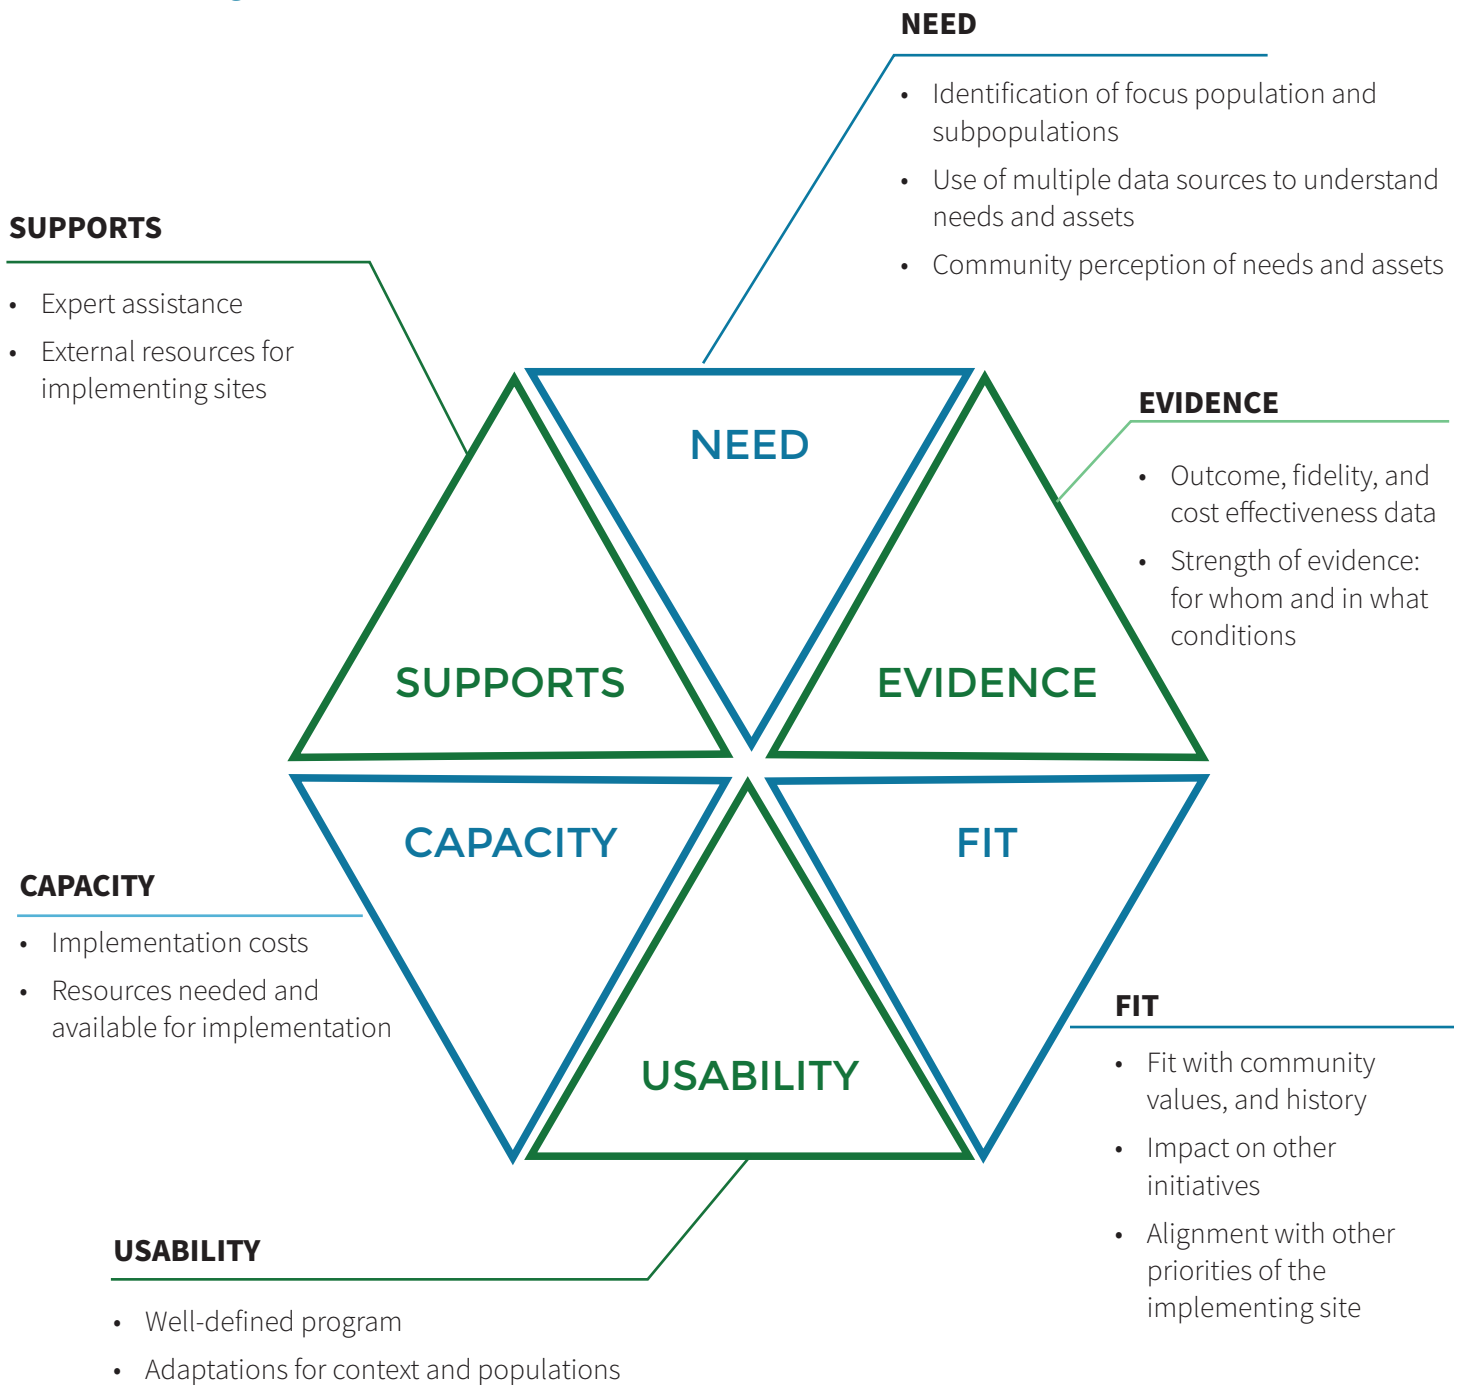 NEED
• Identification of focus population and
subpopulations
• Use of multiple data sources to understand
needs and assets
• Community perception of needs and assets
SUPPORTS
• Expert assistance
• External resources for
implementing sites
EVIDENCE
• Outcome, fidelity, and
cost effectiveness data
• Strength of evidence:
for whom and in what
conditions
NEED
SUPPORTS
EVIDENCE
CAPACITY
FIT
USABILITY
CAPACITY
• Implementation costs
• Resources needed and
available for implementation
FIT
• Fit with community
values, and history
• Impact on other
initiatives
• Alignment with other
priorities of the
implementing site
USABILITY
• Well-defined program
• Adaptations for context and populations